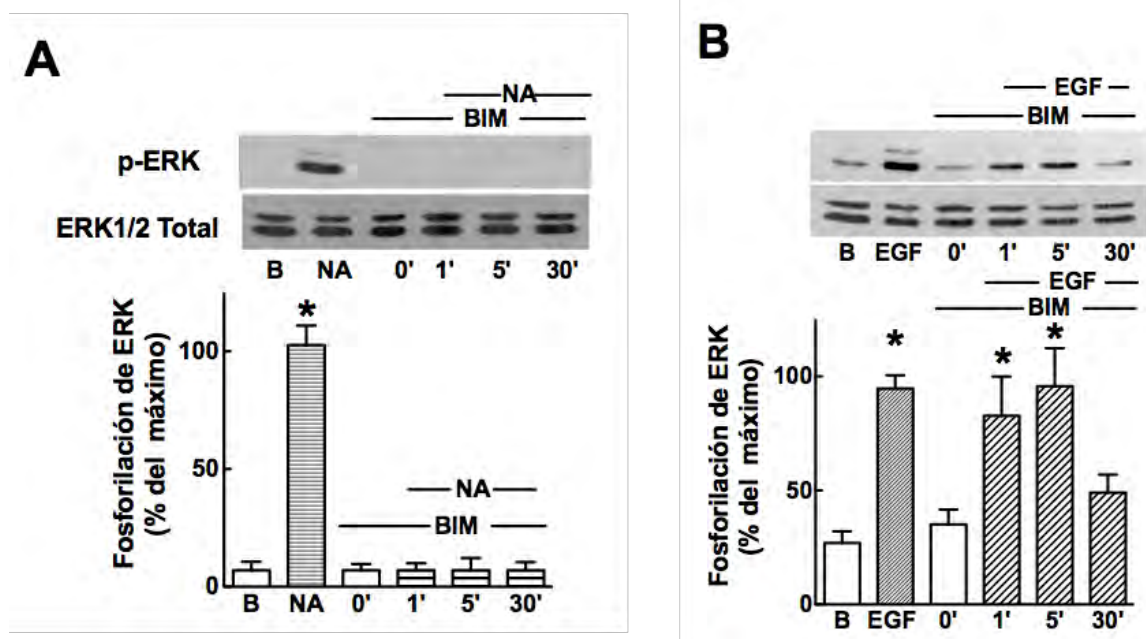 A
NA
BIM
p-ERK
ERK1/2 Total
B NA 0' 1' 5' 30'
*
Fosforilación de ERK
(% del máximo)
100
50
0
NA
BIM
B NA 0' 1' 5' 30'
B
EGF
BIM
B EGF 0' 1' 5' 30'
EGF
BIM
* * *
Fosforilación de ERK
(% del máximo)
100
50
0
B EGF 0' 1' 5' 30'